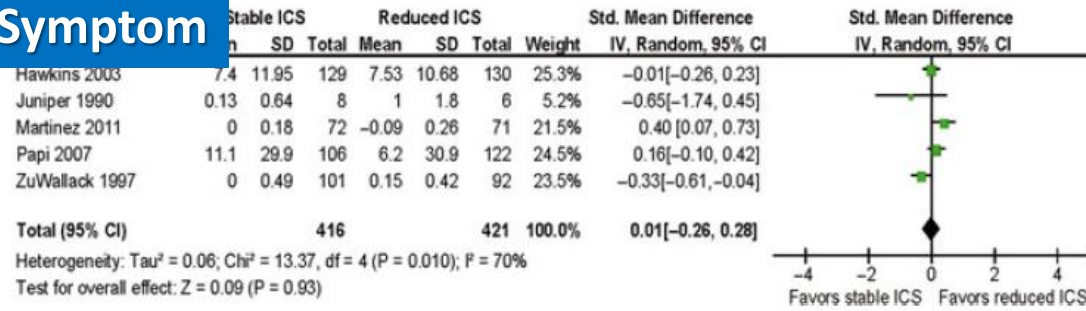 Symptom
Stable ICS Reduced ICS Std. Mean Difference Std. Mean Difference
n SD Total Mean SD Total Weight IV, Random, 95% CI IV, Random, 95% CI
Hawkins 2003 7.4 11.95 129 7.53 10.68 130 25.3% −0.01[−0.26, 0.23]
Juniper 1990 0.13 0.64 8 1 1.8 6 5.2% −0.65[−1.74, 0.45]
Martinez 2011 0 0.18 72 −0.09 0.26 71 21.5% 0.40 [0.07, 0.73]
Papi 2007 11.1 29.9 106 6.2 30.9 122 24.5% 0.16[−0.10, 0.42]
ZuWallack 1997 0 0.49 101 0.15 0.42 92 23.5% −0.33[−0.61,−0.04]
Total (95% CI) 416 421 100.0% 0.01[−0.26, 0.28]
Heterogeneity: Tau² = 0.06; Chi² = 13.37, df = 4 (P = 0.010); I² = 70%
Test for overall effect: Z = 0.09 (P = 0.93)
−4 −2 0 2 4
Favors stable ICS Favors reduced ICS